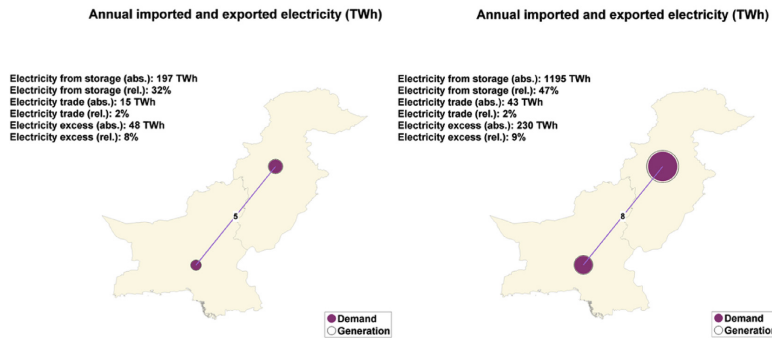 Annual imported and exported electricity (TWh)
Electricity from storage (abs.): 197 TWh
Electricity from storage (rel.): 32%
Electricity trade (abs.): 15 TWh
Electricity trade (rel.): 2%
Electricity excess (abs.): 48 TWh
Electricity excess (rel.): 8%
5
Demand
Generation
Annual imported and exported electricity (TWh)
Electricity from storage (abs.): 1195 TWh
Electricity from storage (rel.): 47%
Electricity trade (abs.): 43 TWh
Electricity trade (rel.): 2%
Electricity excess (abs.): 230 TWh
Electricity excess (rel.): 9%
8
Demand
Generation